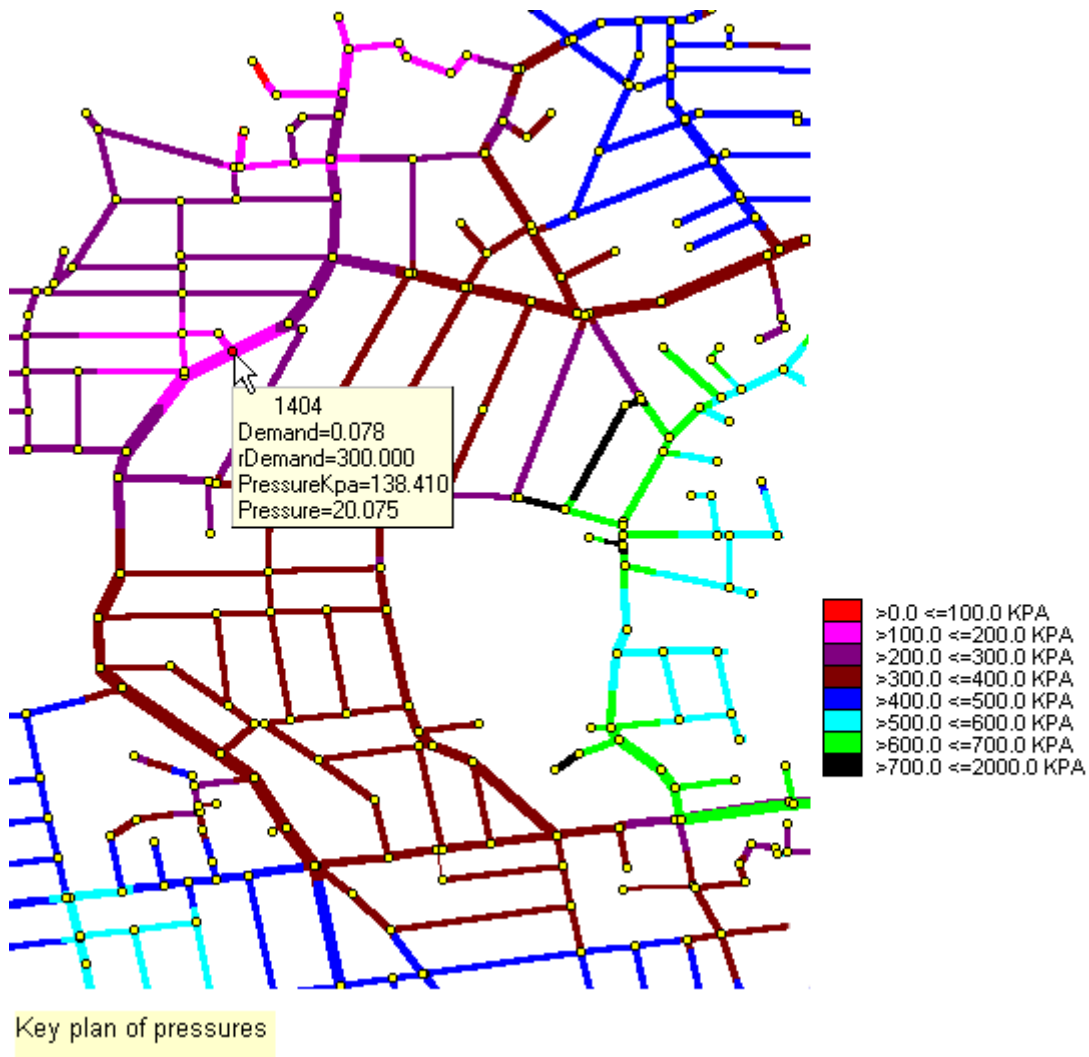 1404
Demand=0.078
rDemand=300.000
PressureKpa=138.410
Pressure=20.075
>0.0 <=100.0 KPA
>100.0 <=200.0 KPA
>200.0 <=300.0 KPA
>300.0 <=400.0 KPA
>400.0 <=500.0 KPA
>500.0 <=600.0 KPA
>600.0 <=700.0 KPA
>700.0 <=2000.0 KPA
Key plan of pressures